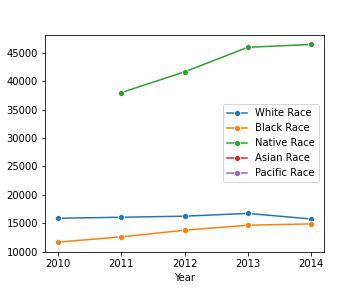 45000
40000
35000
30000
25000
20000
15000
10000
White Race
Black Race
Native Race
Asian Race
Pacific Race
2010 2011 2012 2013 2014
Year